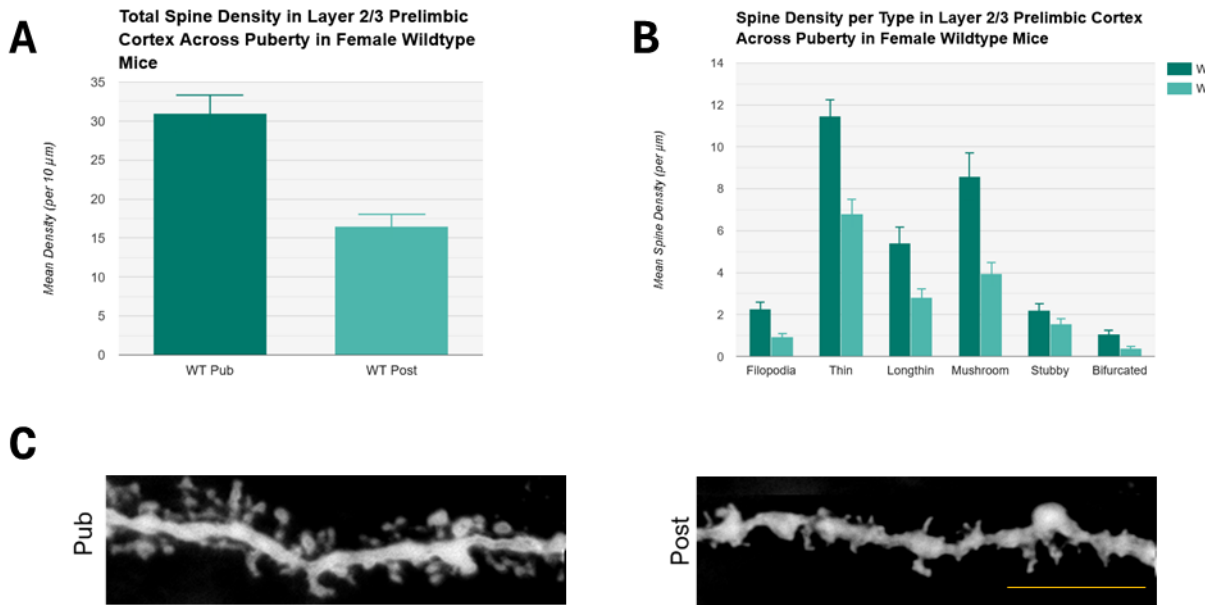 A
Total Spine Density in Layer 2/3 Prelimbic
Cortex Across Puberty in Female Wildtype
Mice
35
30
25
20
15
10
5
0
Mean Density (per 10 µm)
WT Pub
WT Post
B
Spine Density per Type in Layer 2/3 Prelimbic Cortex
Across Puberty in Female Wildtype Mice
14
12
10
8
6
4
2
0
Mean Spine Density (per µm)
Filopodia
Thin
Longthin
Mushroom
Stubby
Bifurcated
W
W
C
Pub
Post